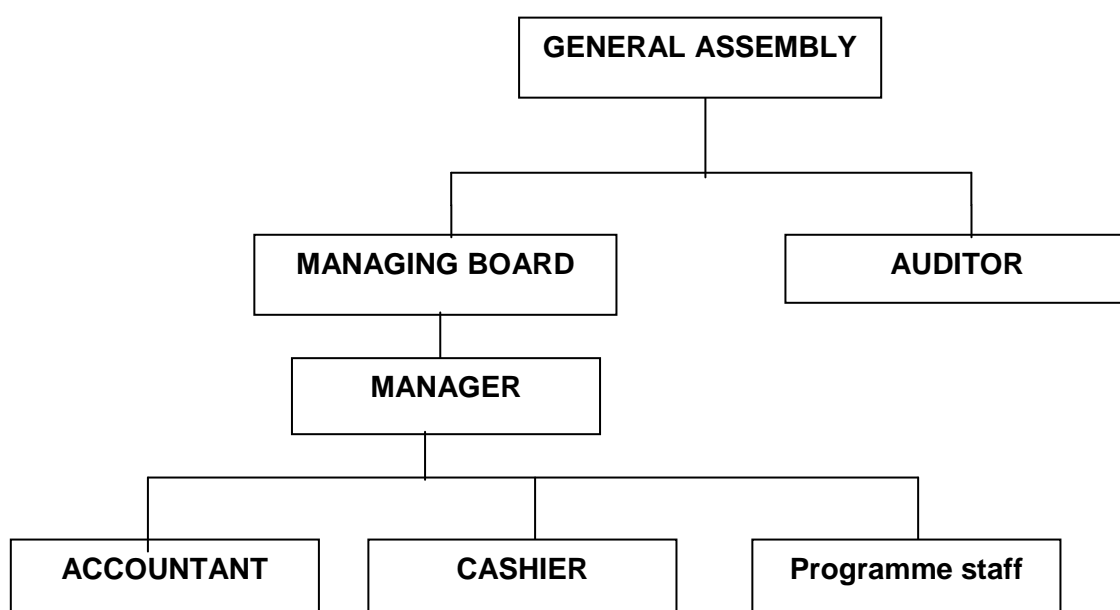 GENERAL ASSEMBLY
MANAGING BOARD
AUDITOR
MANAGER
ACCOUNTANT
CASHIER
Programme staff